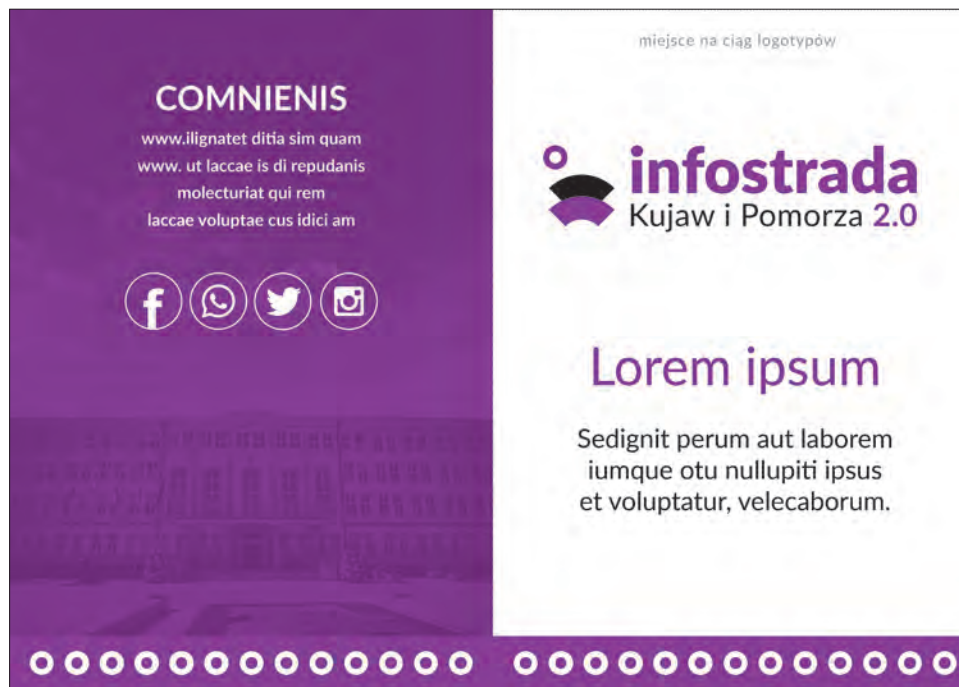 COMNIENIS
www.ilignatet ditia sim quam
www. ut laccae is di repudanis
molecturiat qui rem
laccae voluptae cus idici am
miejsce na ciąg logotypów
infostrada
Kujaw i Pomorza 2.0
Lorem ipsum
Sedignit perum aut laborem
iumque otu nullupiti ipsus
et voluptatur, velecaborum.